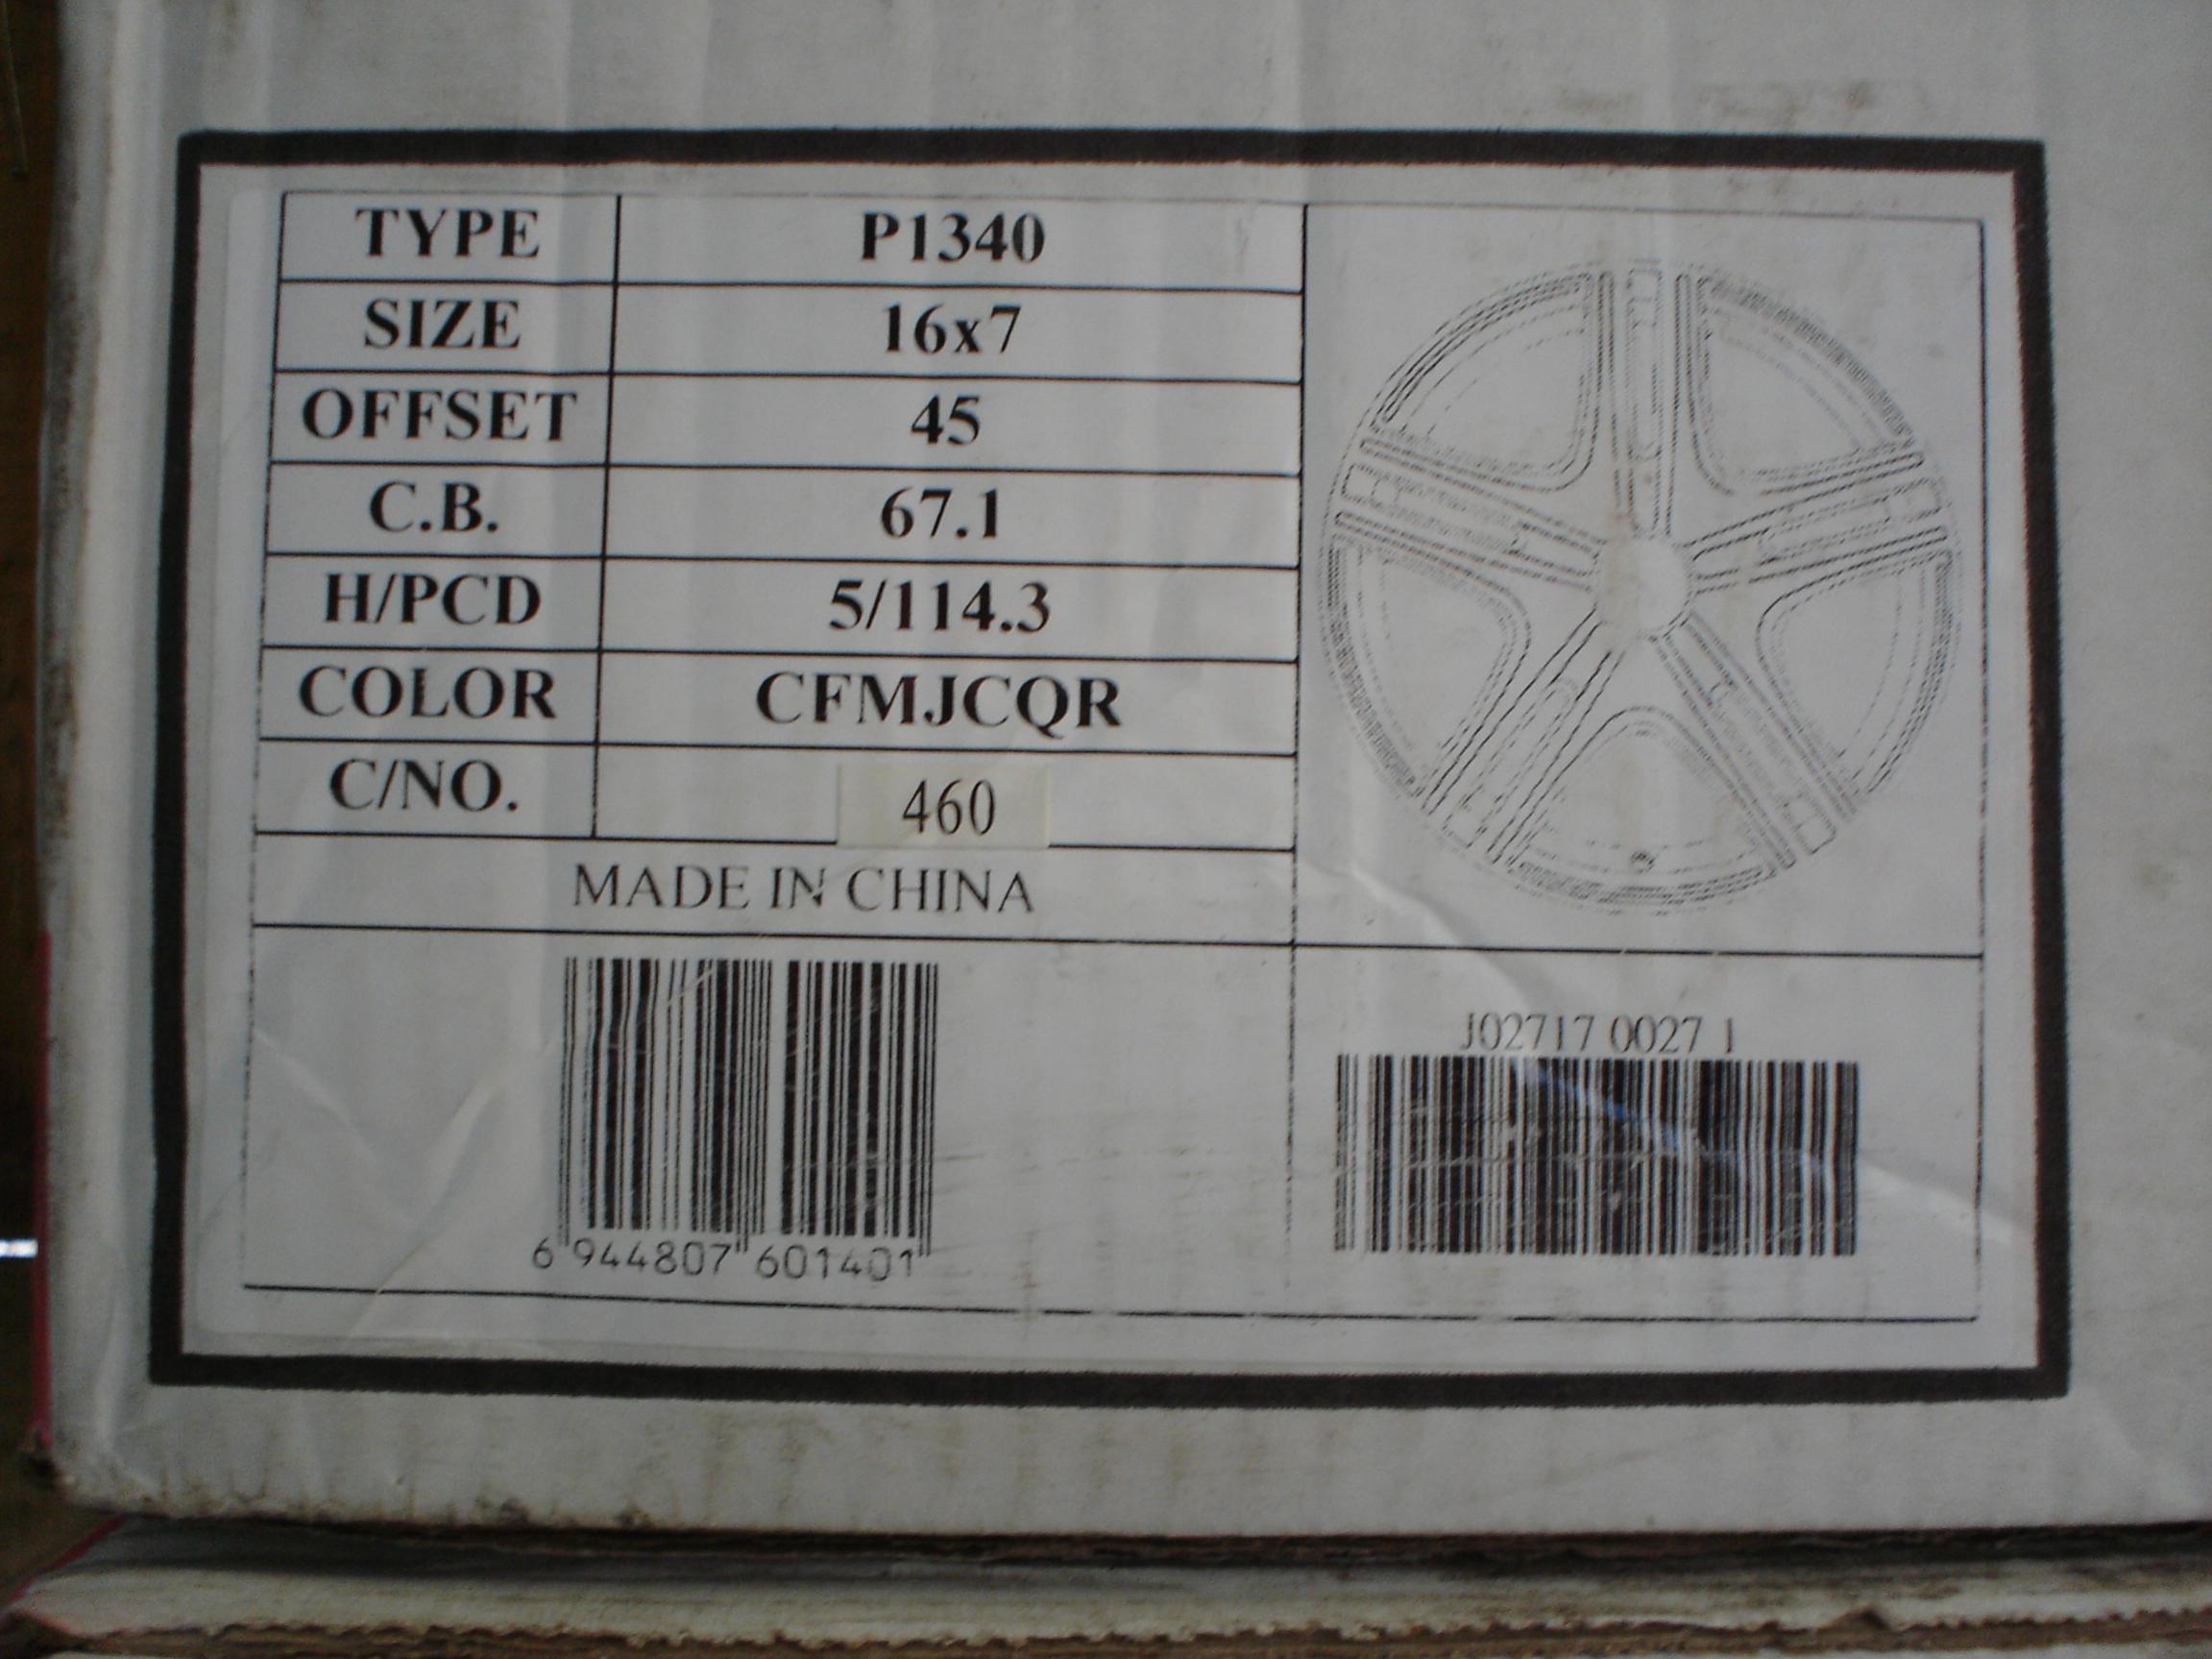 TYPE P1340
SIZE 16x7
OFFSET 45
C.B. 67.1
H/PCD 5/114.3
COLOR CFMJCQR
C/NO. 460
MADE IN CHINA
J02717 0027 1
6 944807 601401